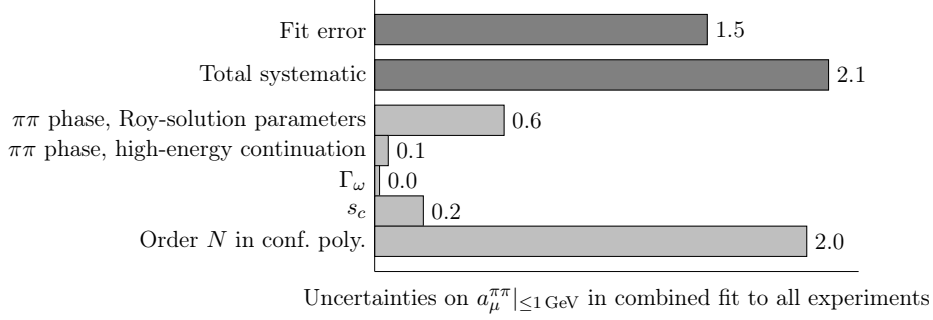 Fit error 1.5
Total systematic 2.1
ππ phase, Roy-solution parameters 0.6
ππ phase, high-energy continuation 0.1
Γ_ω 0.0
s_c 0.2
Order N in conf. poly. 2.0
Uncertainties on a_μ^{ππ}|_{≤1 GeV} in combined fit to all experiments